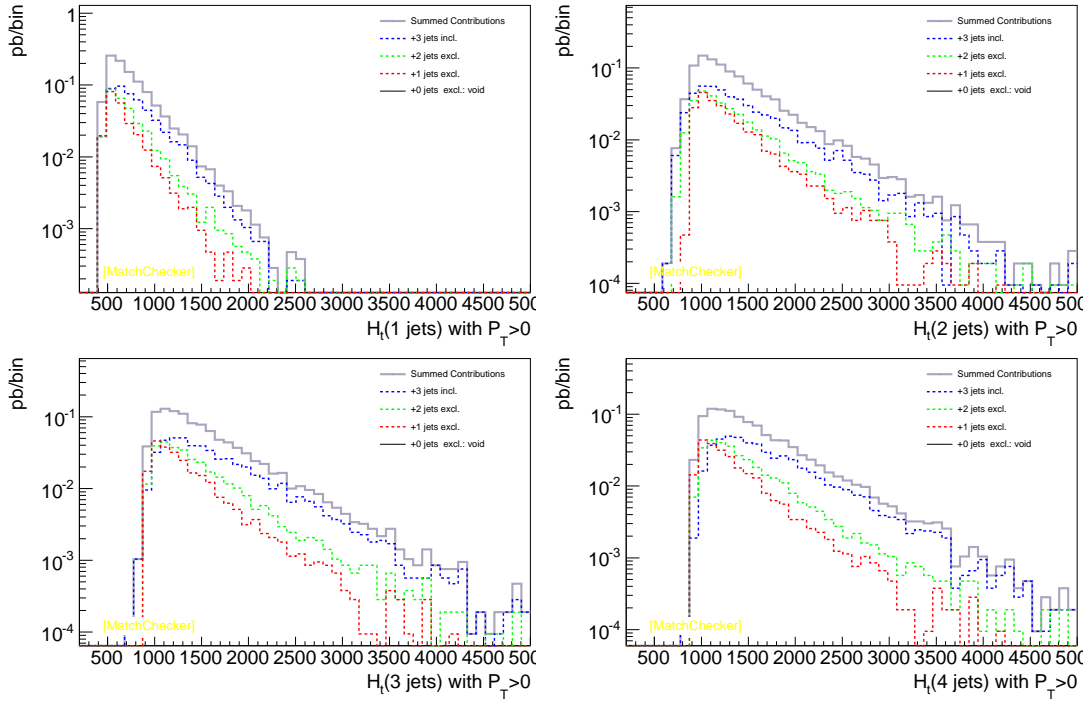 pb/bin
1
10-1
10-2
10-3
Summed Contributions
+3 jets incl.
+2 jets excl.
+1 jets excl.
+0 jets excl.: void
[MatchChecker]
500 1000 1500 2000 2500 3000 3500 4000 4500 500
Ht(1 jets) with PT>0
pb/bin
10-1
10-2
10-3
10-4
Summed Contributions
+3 jets incl.
+2 jets excl.
+1 jets excl.
+0 jets excl.: void
[MatchChecker]
500 1000 1500 2000 2500 3000 3500 4000 4500 500
Ht(2 jets) with PT>0
pb/bin
10-1
10-2
10-3
10-4
Summed Contributions
+3 jets incl.
+2 jets excl.
+1 jets excl.
+0 jets excl.: void
[MatchChecker]
500 1000 1500 2000 2500 3000 3500 4000 4500 500
Ht(3 jets) with PT>0
pb/bin
10-1
10-2
10-3
10-4
Summed Contributions
+3 jets incl.
+2 jets excl.
+1 jets excl.
+0 jets excl.: void
[MatchChecker]
500 1000 1500 2000 2500 3000 3500 4000 4500 500
Ht(4 jets) with PT>0